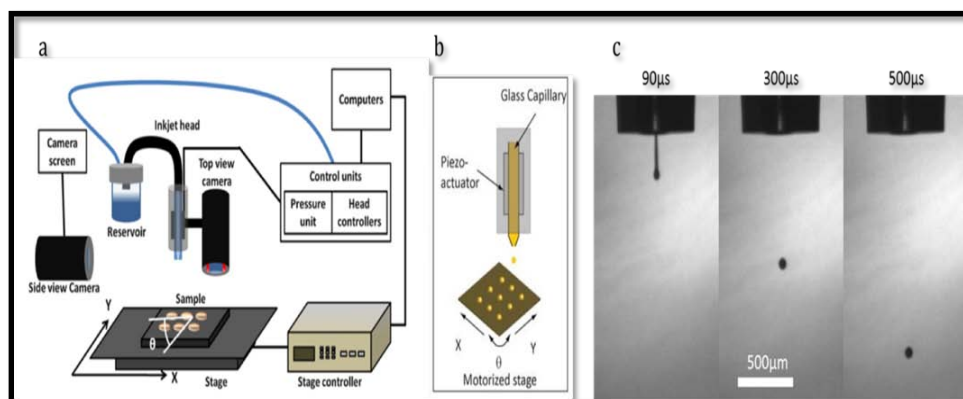 a
Computers
Inkjet head
Camera
screen
Top view
camera
Control units
Pressure
unit
Head
controllers
Reservoir
Side view Camera
Sample
Y
θ
X
Stage
Stage controller
b
Glass Capillary
Piezo-
actuator
X
θ
Y
Motorized stage
c
90µs
300µs
500µs
500µm